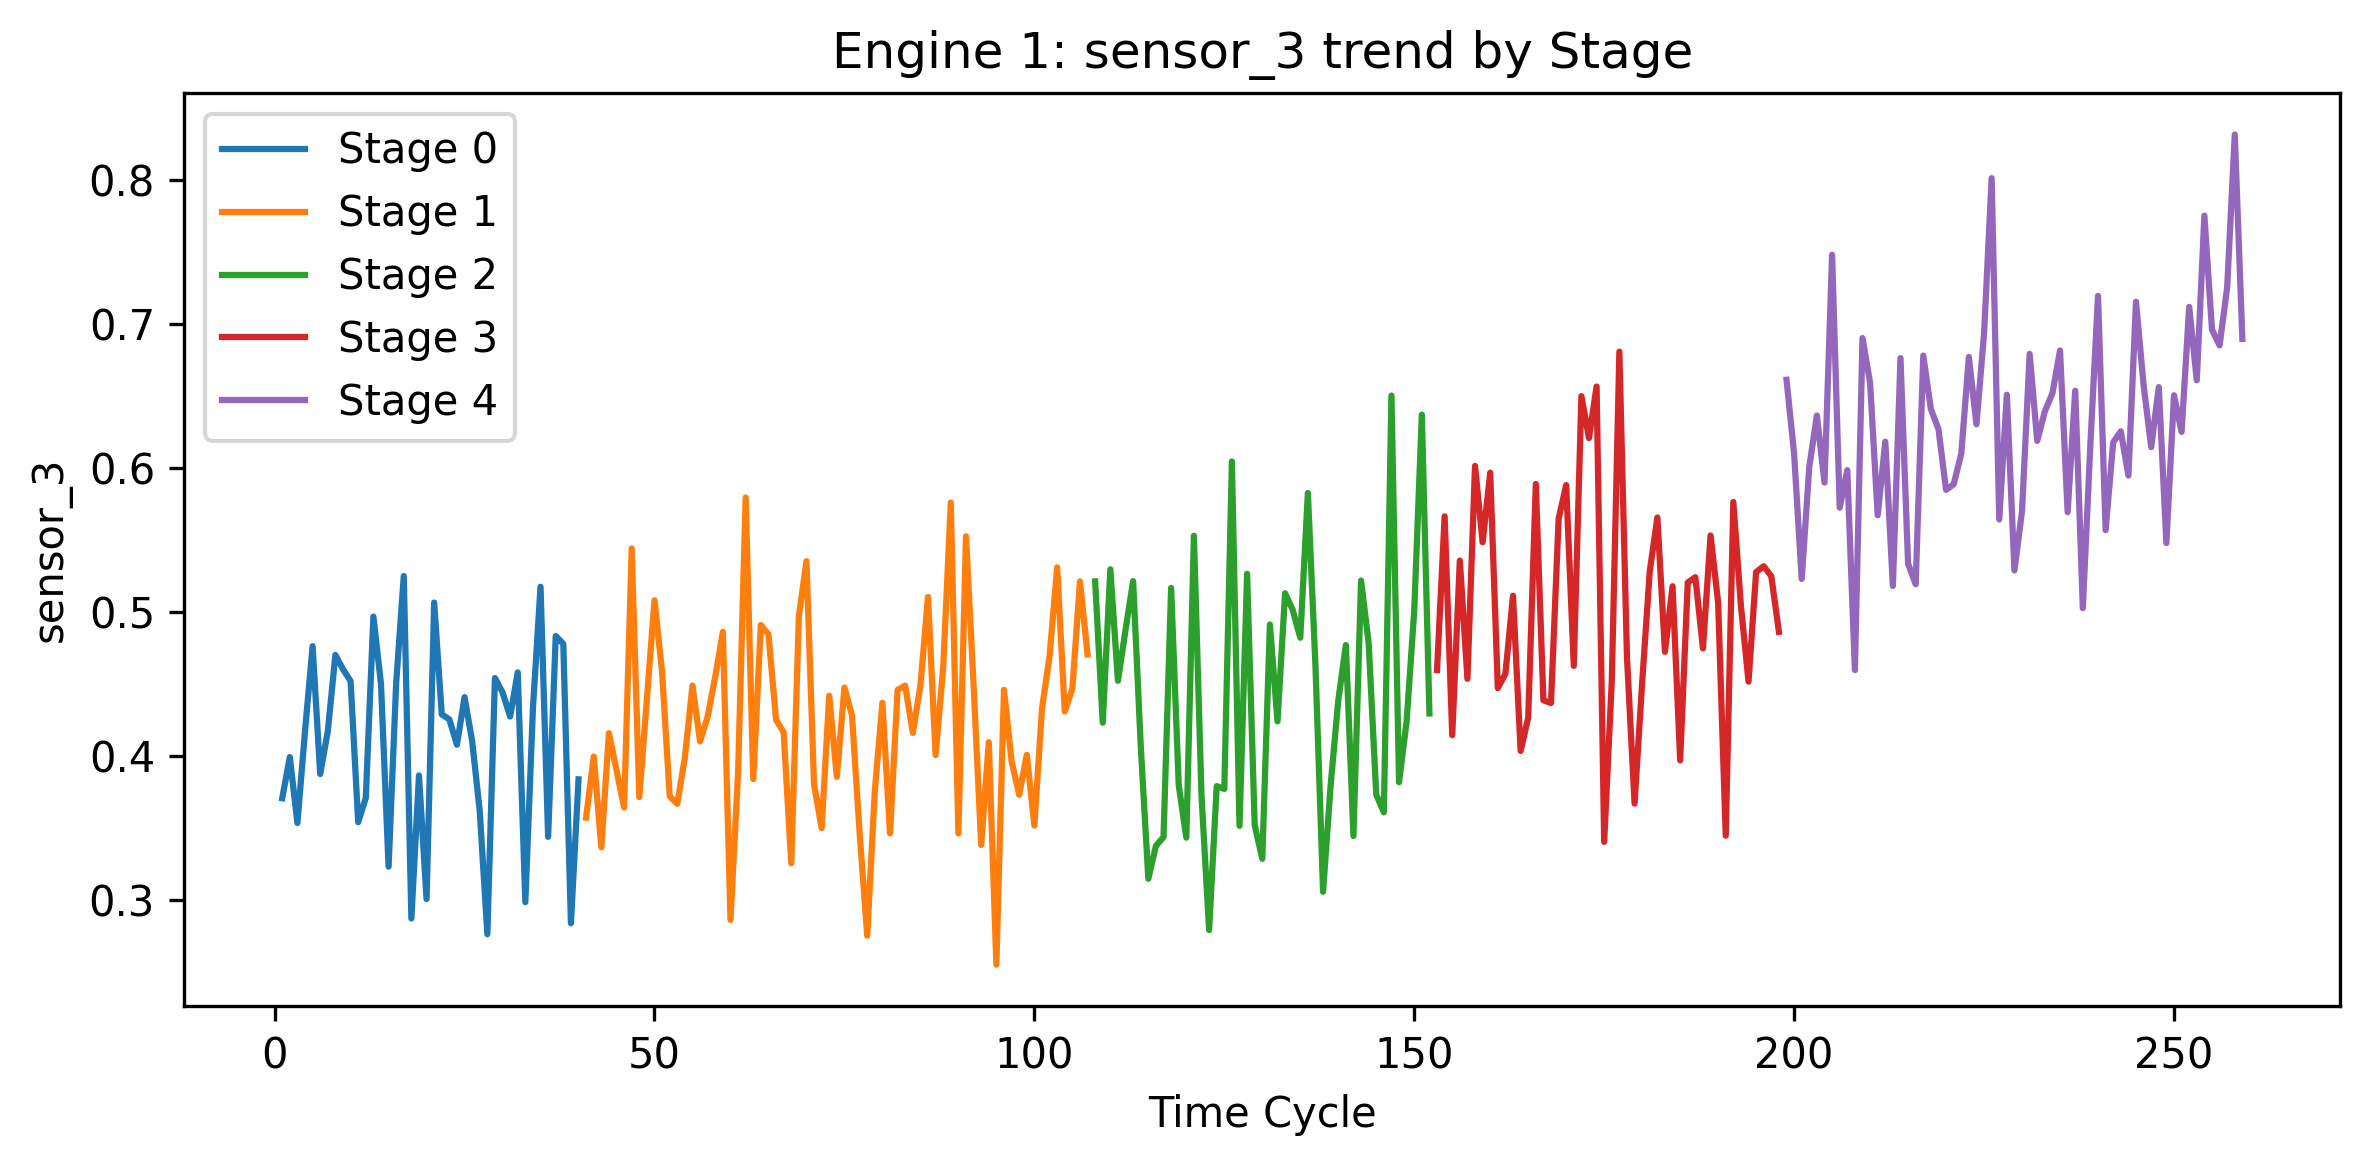 Engine 1: sensor_3 trend by Stage
Stage 0
Stage 1
Stage 2
Stage 3
Stage 4
sensor_3
0.8
0.7
0.6
0.5
0.4
0.3
0 50 100 150 200 250
Time Cycle